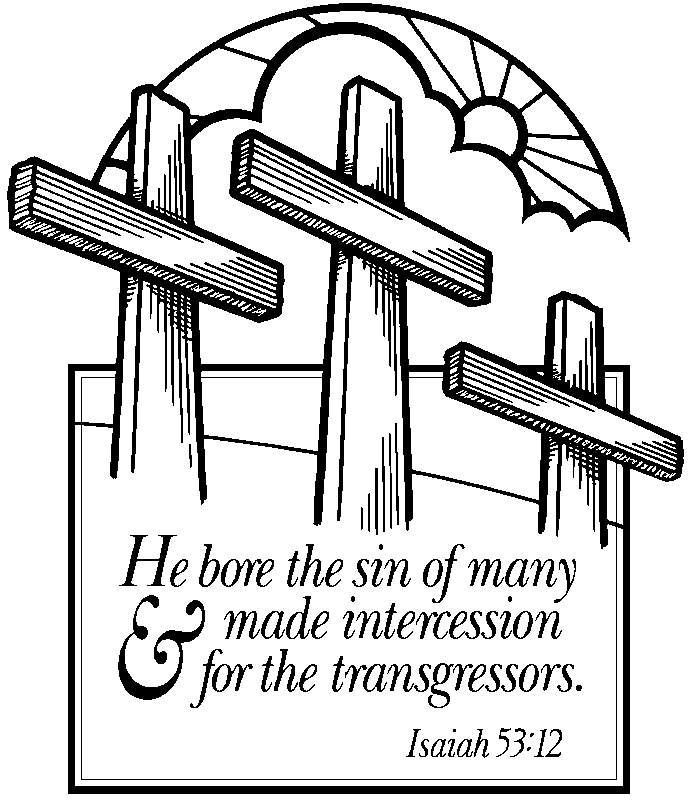 He bore the sin of many
& made intercession
for the transgressors.
Isaiah 53:12